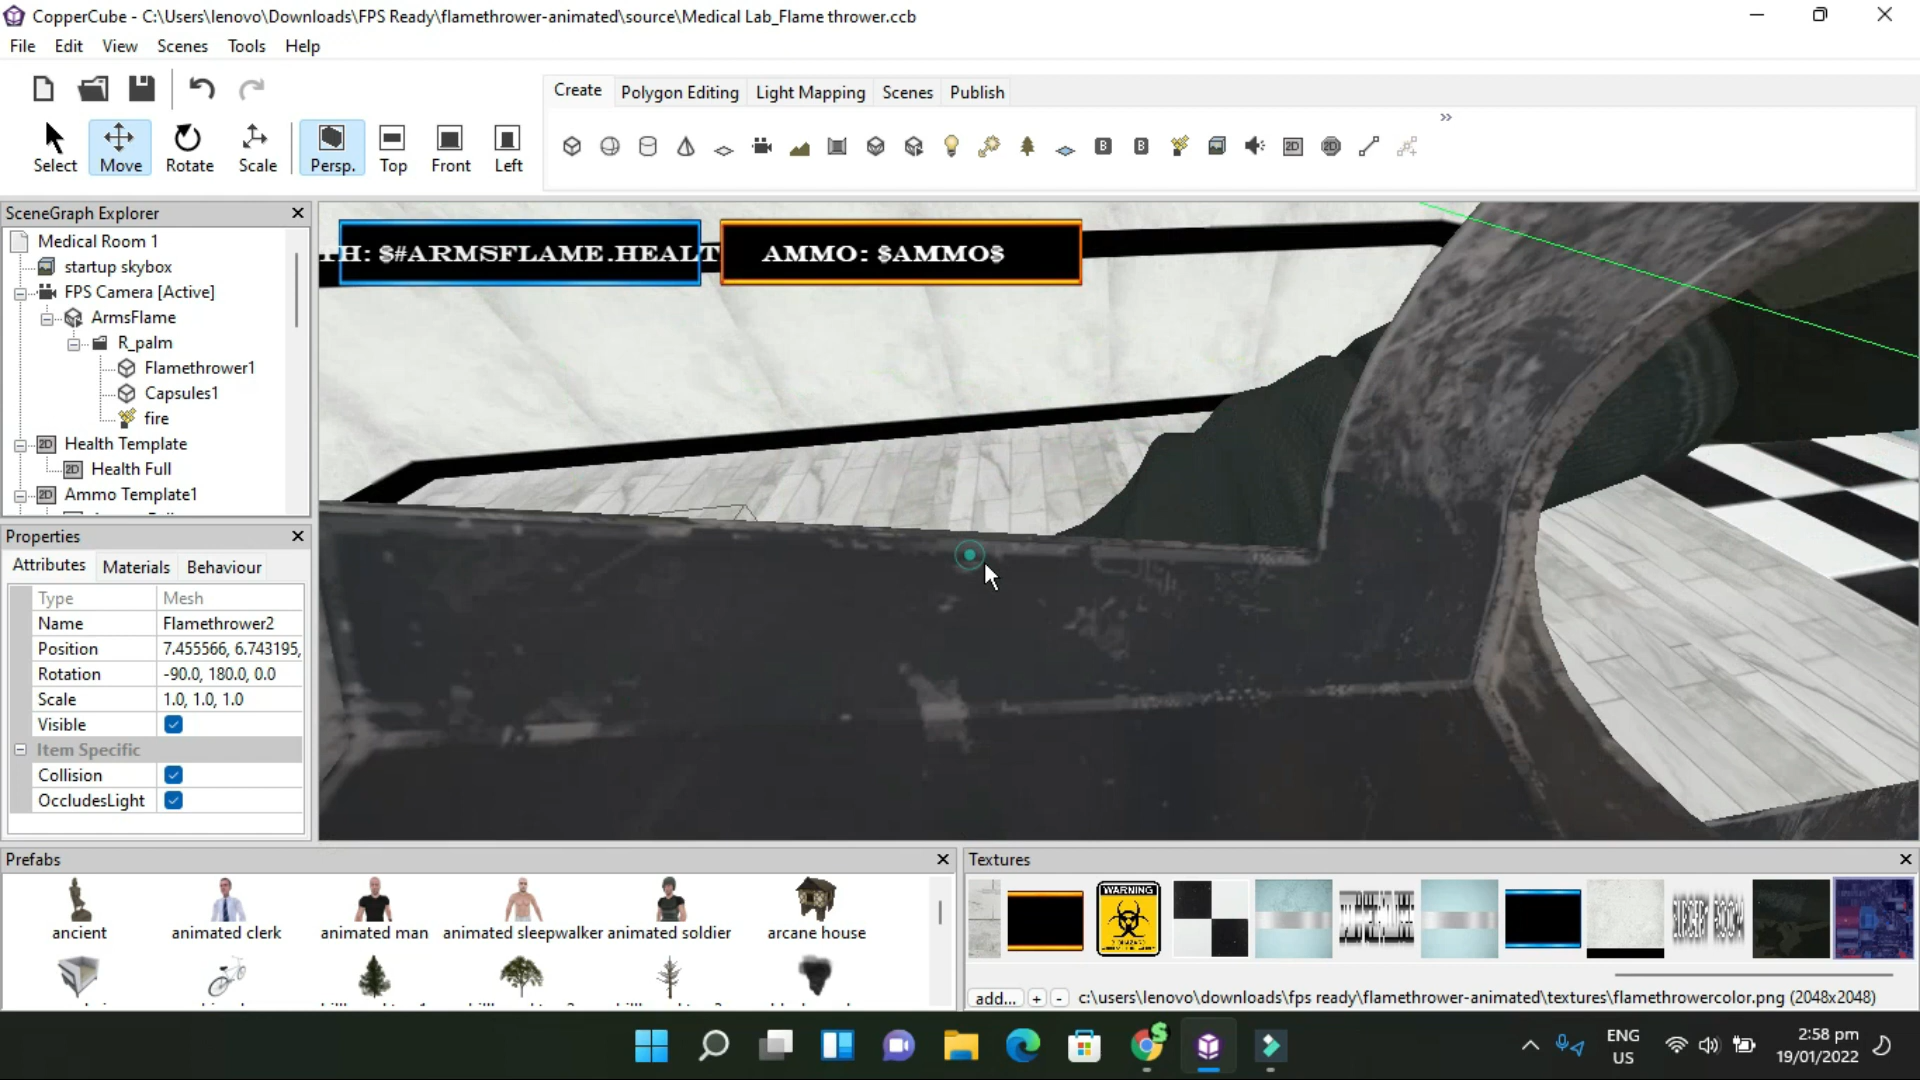 CopperCube - C:\Users\lenovo\Downloads\FPS Ready\flamethrower-animated\source\Medical Lab_Flame thrower.ccb
File Edit View Scenes Tools Help
Create Polygon Editing Light Mapping Scenes Publish
Select Move Rotate Scale Persp. Top Front Left
SceneGraph Explorer
Medical Room 1
startup skybox
FPS Camera [Active]
ArmsFlame
R_palm
Flamethrower1
Capsules1
fire
Health Template
Health Full
Ammo Template1
TH: $#ARMSFLAME.HEALT
AMMO: $AMMO$
Properties
Attributes Materials Behaviour
Type Mesh
Name Flamethrower2
Position 7.455566, 6.743195,
Rotation -90.0, 180.0, 0.0
Scale 1.0, 1.0, 1.0
Visible
Item Specific
Collision
OccludesLight
Prefabs
ancient animated clerk animated man animated sleepwalker animated soldier arcane house
Textures
WARNING
add... + - c:\users\lenovo\downloads\fps ready\flamethrower-animated\textures\flamethrowercolor.png (2048x2048)
ENG
US
2:58 pm
19/01/2022